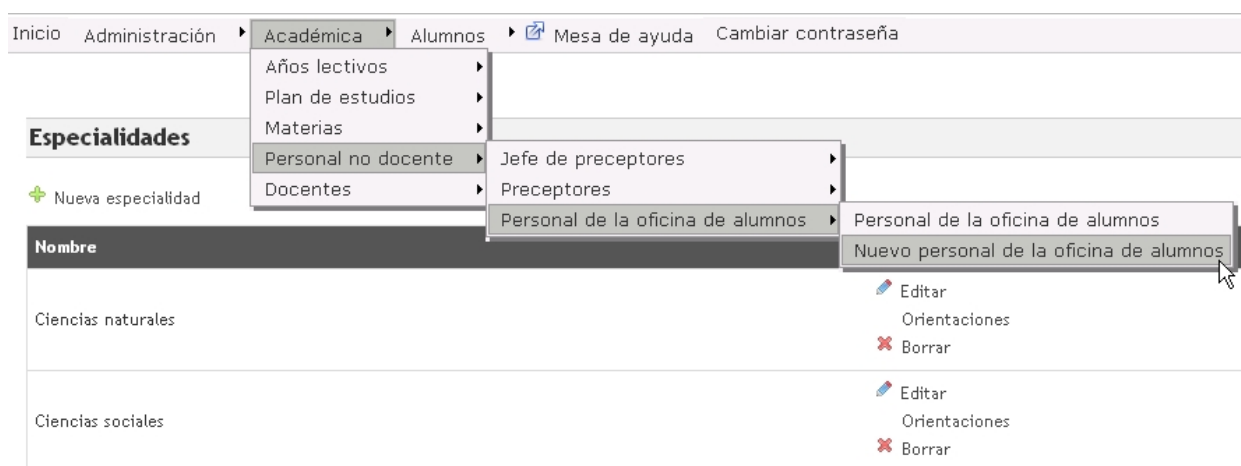 Inicio Administración Académica Alumnos Mesa de ayuda Cambiar contraseña
Años lectivos
Plan de estudios
Materias
Personal no docente
Docentes
Jefe de preceptores
Preceptores
Personal de la oficina de alumnos
Personal de la oficina de alumnos
Nuevo personal de la oficina de alumnos
Especialidades
Nueva especialidad
Nombre
Ciencias naturales
Editar
Orientaciones
Borrar
Ciencias sociales
Editar
Orientaciones
Borrar